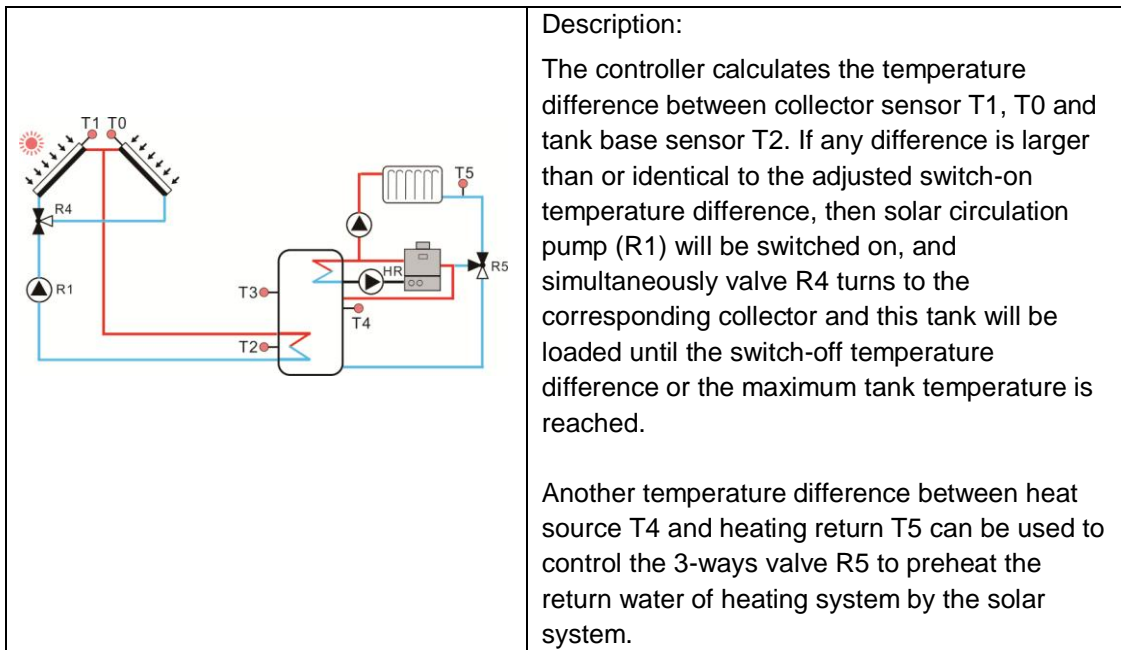 T1 T0
R4
R1
T5
HR
R5
T3
T4
T2
Description:
The controller calculates the temperature
difference between collector sensor T1, T0 and
tank base sensor T2. If any difference is larger
than or identical to the adjusted switch-on
temperature difference, then solar circulation
pump (R1) will be switched on, and
simultaneously valve R4 turns to the
corresponding collector and this tank will be
loaded until the switch-off temperature
difference or the maximum tank temperature is
reached.
Another temperature difference between heat
source T4 and heating return T5 can be used to
control the 3-ways valve R5 to preheat the
return water of heating system by the solar
system.